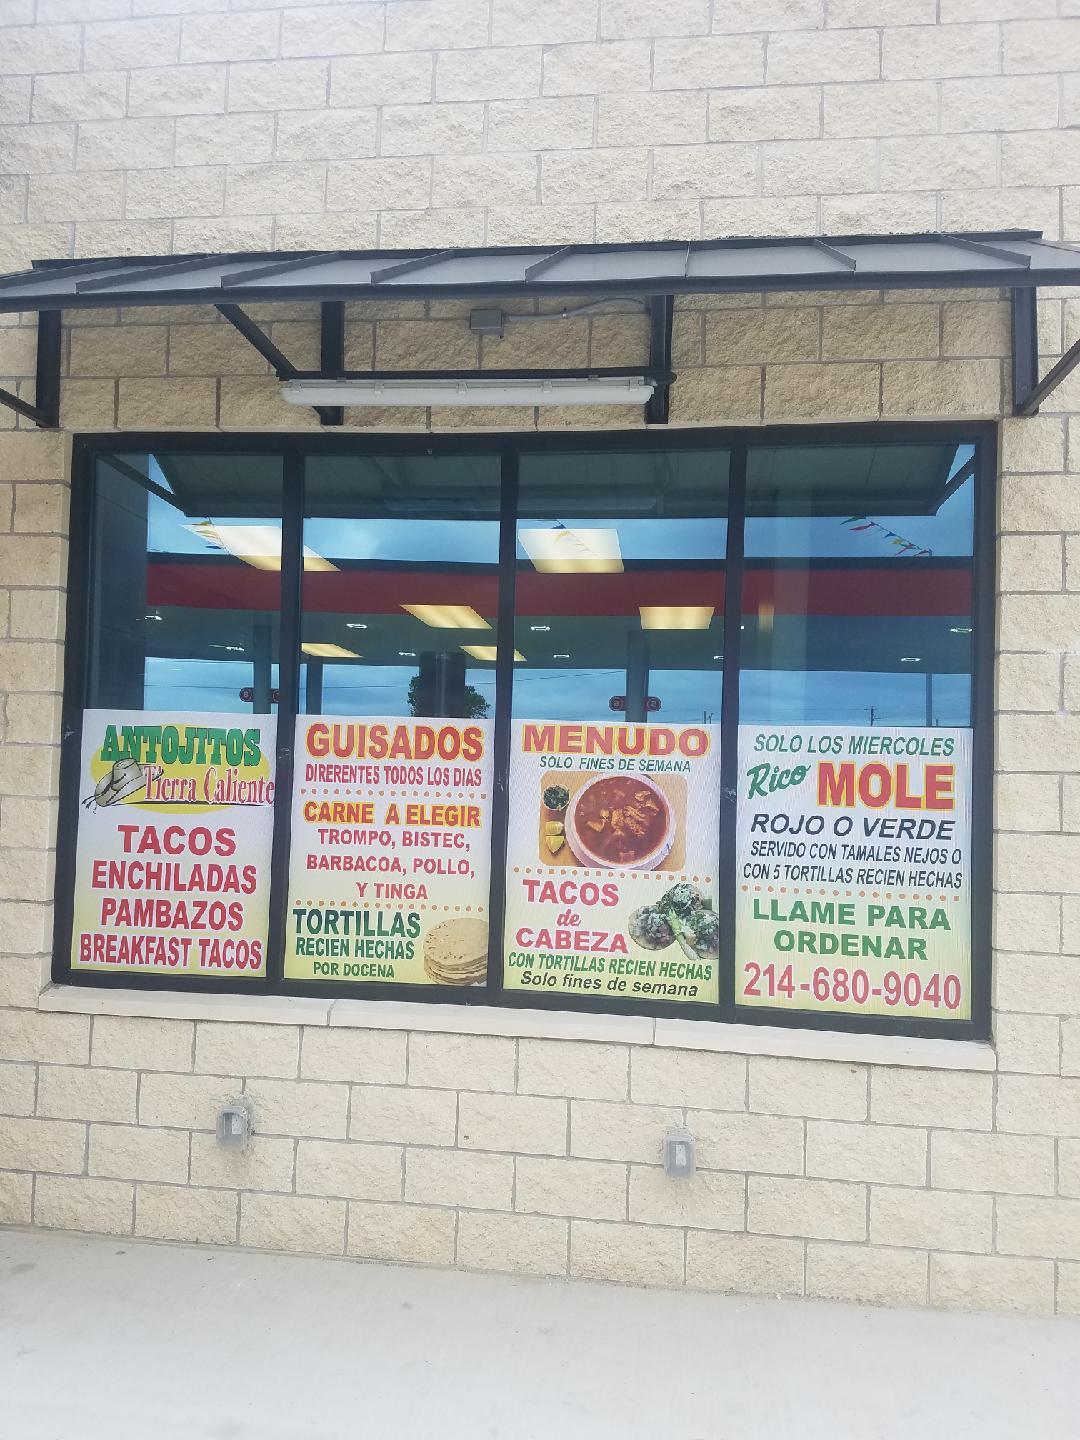 ANTOJITOS
Tierra Caliente
TACOS
ENCHILADAS
PAMBAZOS
BREAKFAST TACOS
GUISADOS
DIRERENTES TODOS LOS DIAS
CARNE A ELEGIR
TROMPO, BISTEC,
BARBACOA, POLLO,
Y TINGA
TORTILLAS
RECIEN HECHAS
POR DOCENA
MENUDO
SOLO FINES DE SEMANA
TACOS
de
CABEZA
CON TORTILLAS RECIEN HECHAS
Solo fines de semana
SOLO LOS MIERCOLES
Rico MOLE
ROJO O VERDE
SERVIDO CON TAMALES NEJOS O
CON 5 TORTILLAS RECIEN HECHAS
LLAME PARA
ORDENAR
214-680-9040